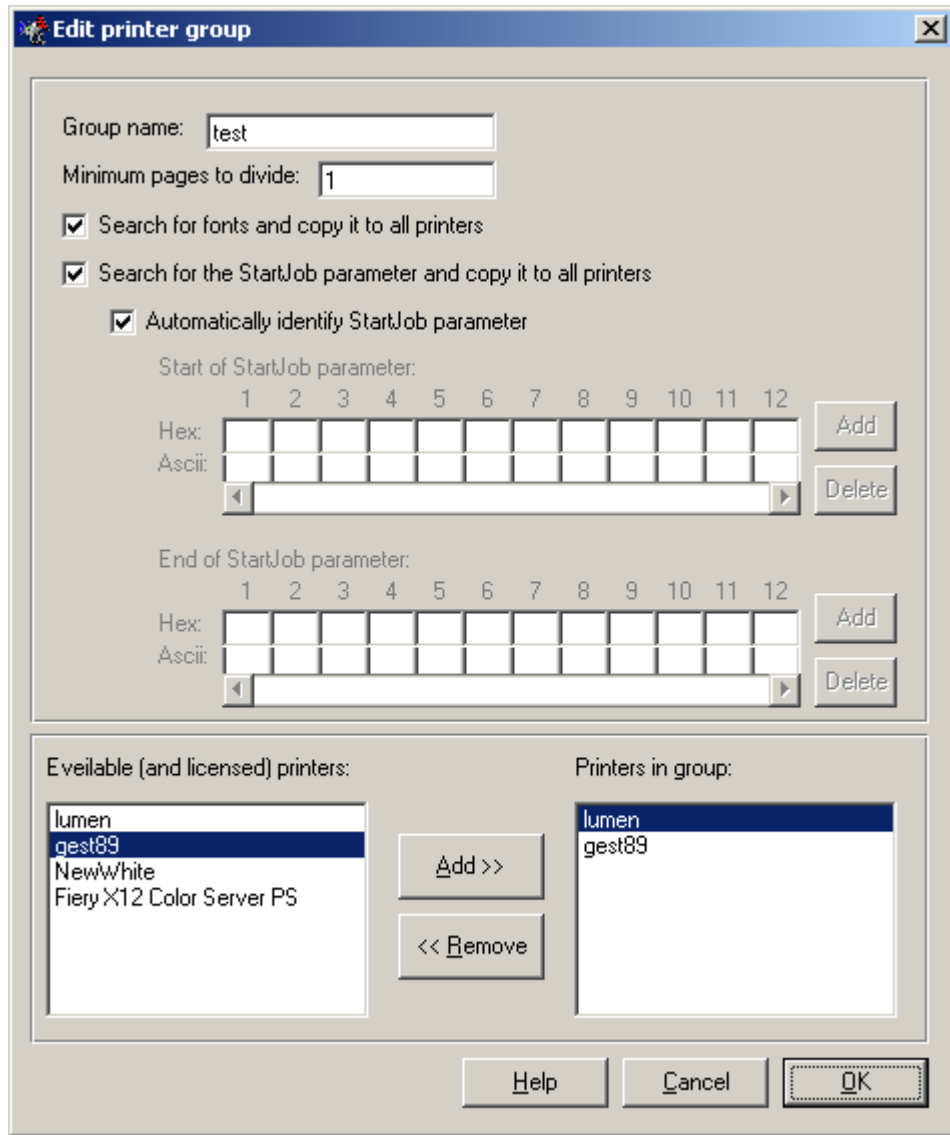 Edit printer group
Group name: test
Minimum pages to divide: 1
Search for fonts and copy it to all printers
Search for the StartJob parameter and copy it to all printers
Automatically identify StartJob parameter
Start of StartJob parameter:
1 2 3 4 5 6 7 8 9 10 11 12
Hex: Add
Ascii:
Delete
End of StartJob parameter:
1 2 3 4 5 6 7 8 9 10 11 12
Hex: Add
Ascii:
Delete
Eveilable (and licensed) printers: Printers in group:
lumen lumen
gest89 gest89
Add >>
NewWhite
Fiery X12 Color Server PS
<< Remove
Help Cancel OK